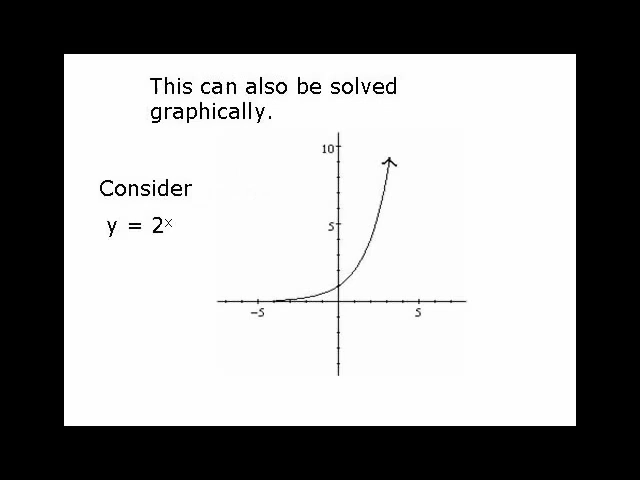 This can also be solved
graphically.
Consider
y = 2ˣ
10
5
−5
5